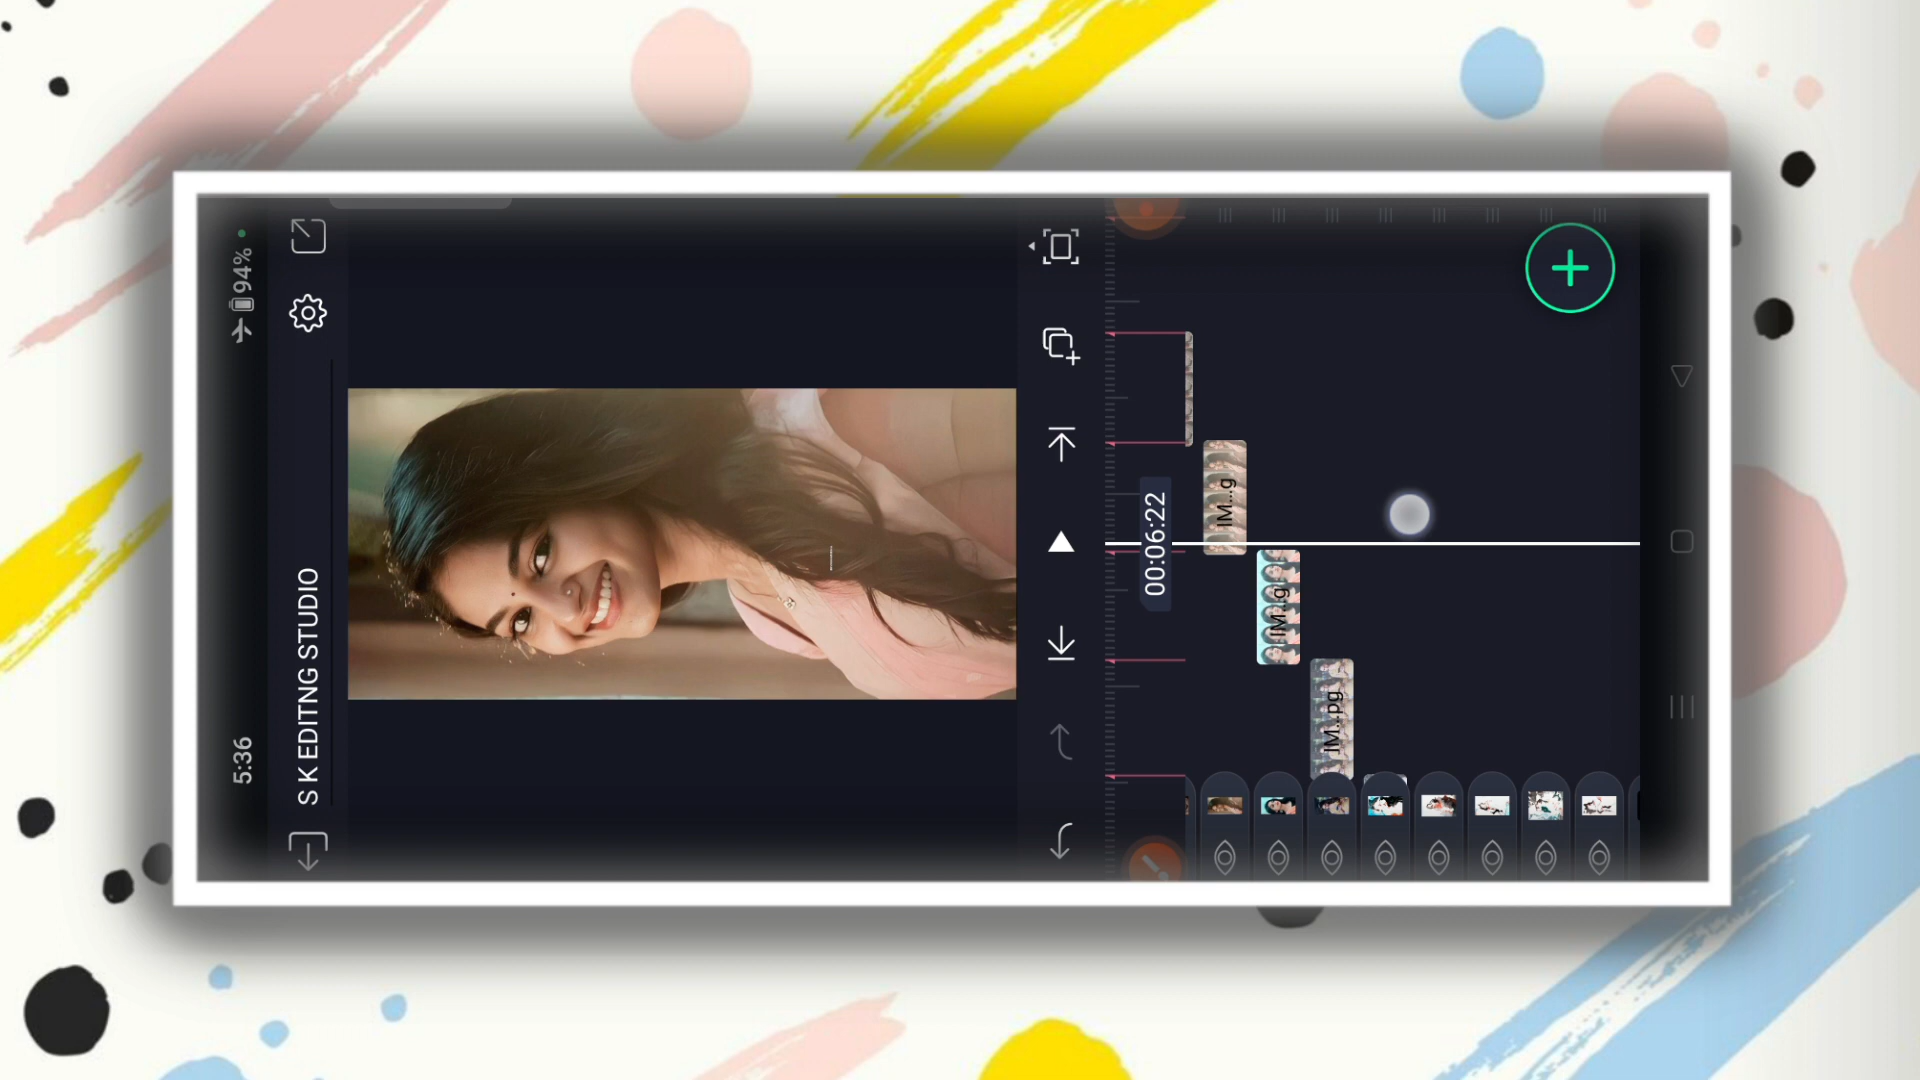 5:36
94%
S K EDITNG STUDIO
00:06:22
IM...g
IM...g
IM...pg